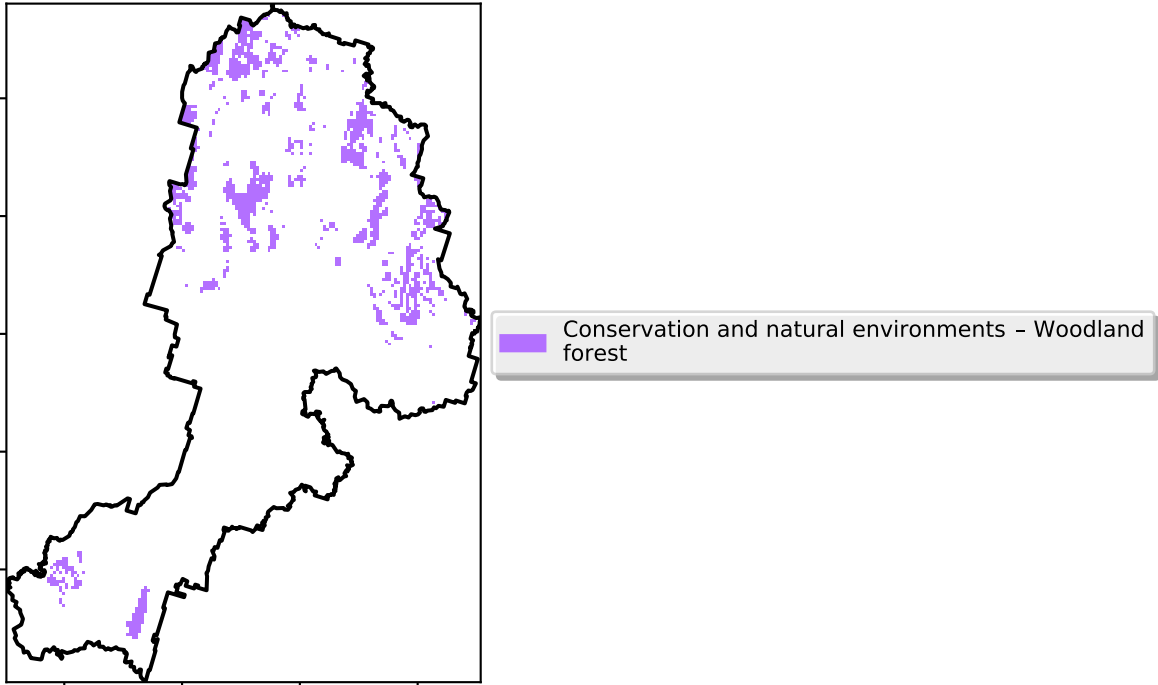 Conservation and natural environments – Woodland
forest